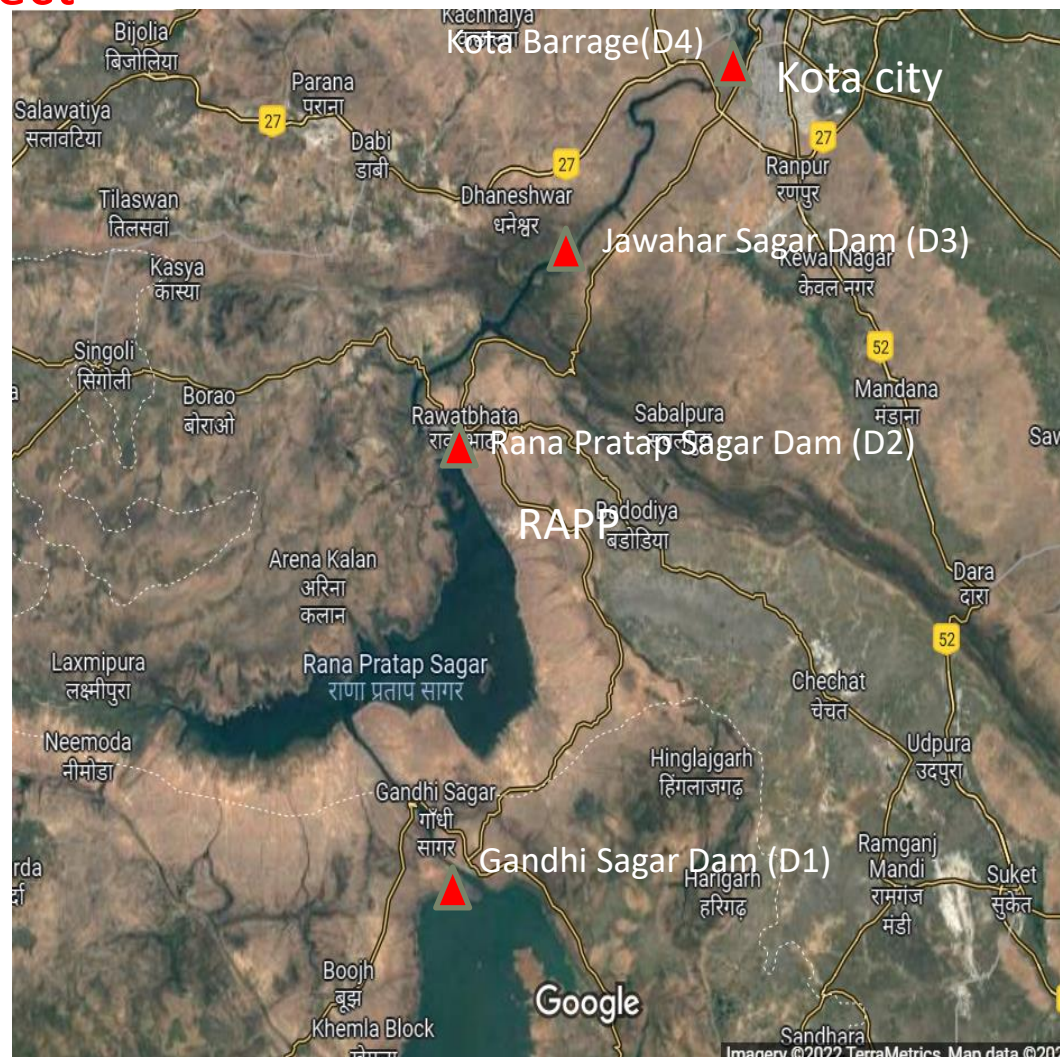 Kachhalya
Bijolia
बिजोलिया
Kota Barrage(D4)
Kota city
Parana
पराना
Salawatiya
सलावटिया
27
Dabi
डाबी
27
27
Ranpur
रणपुर
Dhaneshwar
धनेश्वर
Tilaswan
तिलसवां
Jawahar Sagar Dam (D3)
Kewal Nagar
केवल नगर
Kasya
कास्या
52
Singoli
सिंगोली
Borao
बोराओ
Mandana
मंडाना
Rawatbhata
Sabalpura
Rana Pratap Sagar Dam (D2)
RAPP
बडोडिया
Arena Kalan
अरिना
कलान
Dara
दारा
52
Laxmipura
लक्ष्मीपुरा
Rana Pratap Sagar
राणा प्रताप सागर
Chechat
चेचत
Neemoda
नीमोडा
Hinglajgarh
हिंगलाजगढ़
Udpura
उदपुरा
Gandhi Sagar
गाँधी
सागर
Gandhi Sagar Dam (D1)
Ramganj
Mandi
रामगंज
मंडी
Harigarh
हरिगढ़
Suket
सुकेत
Boojh
बूझ
Google
Khemla Block
Sandhara
Imagery ©2022 TerraMetrics, Map data ©20